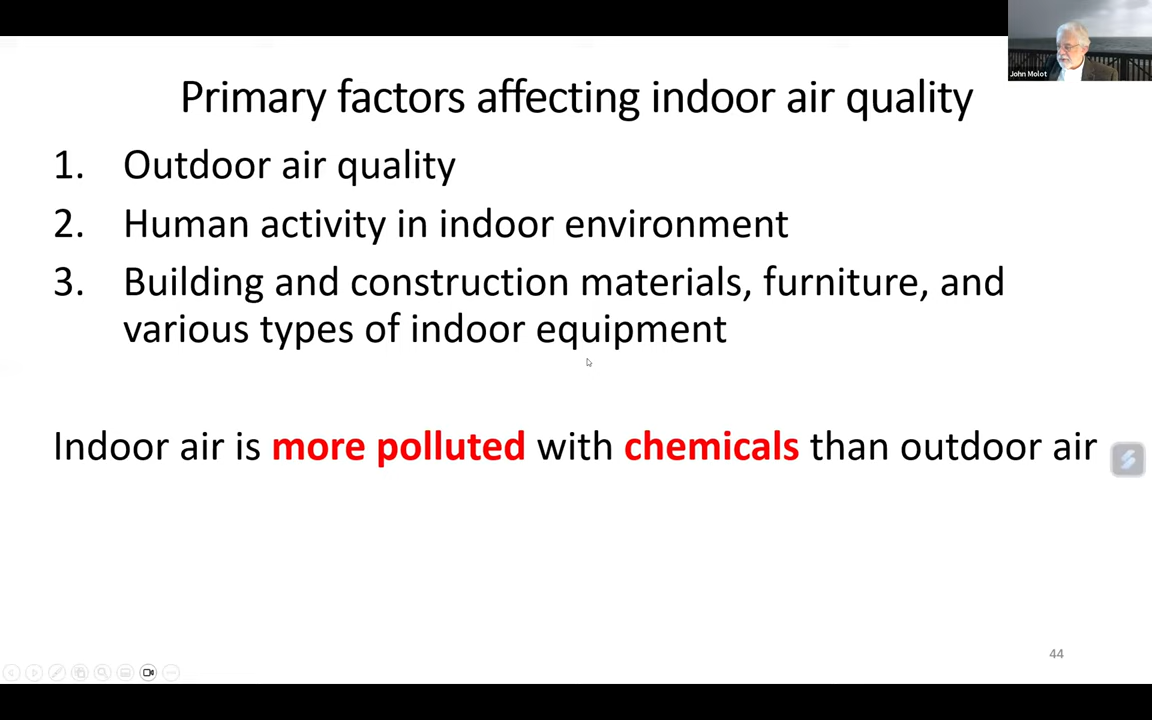 John Molot
Primary factors affecting indoor air quality
1. Outdoor air quality
2. Human activity in indoor environment
3. Building and construction materials, furniture, and
various types of indoor equipment
Indoor air is more polluted with chemicals than outdoor air
44